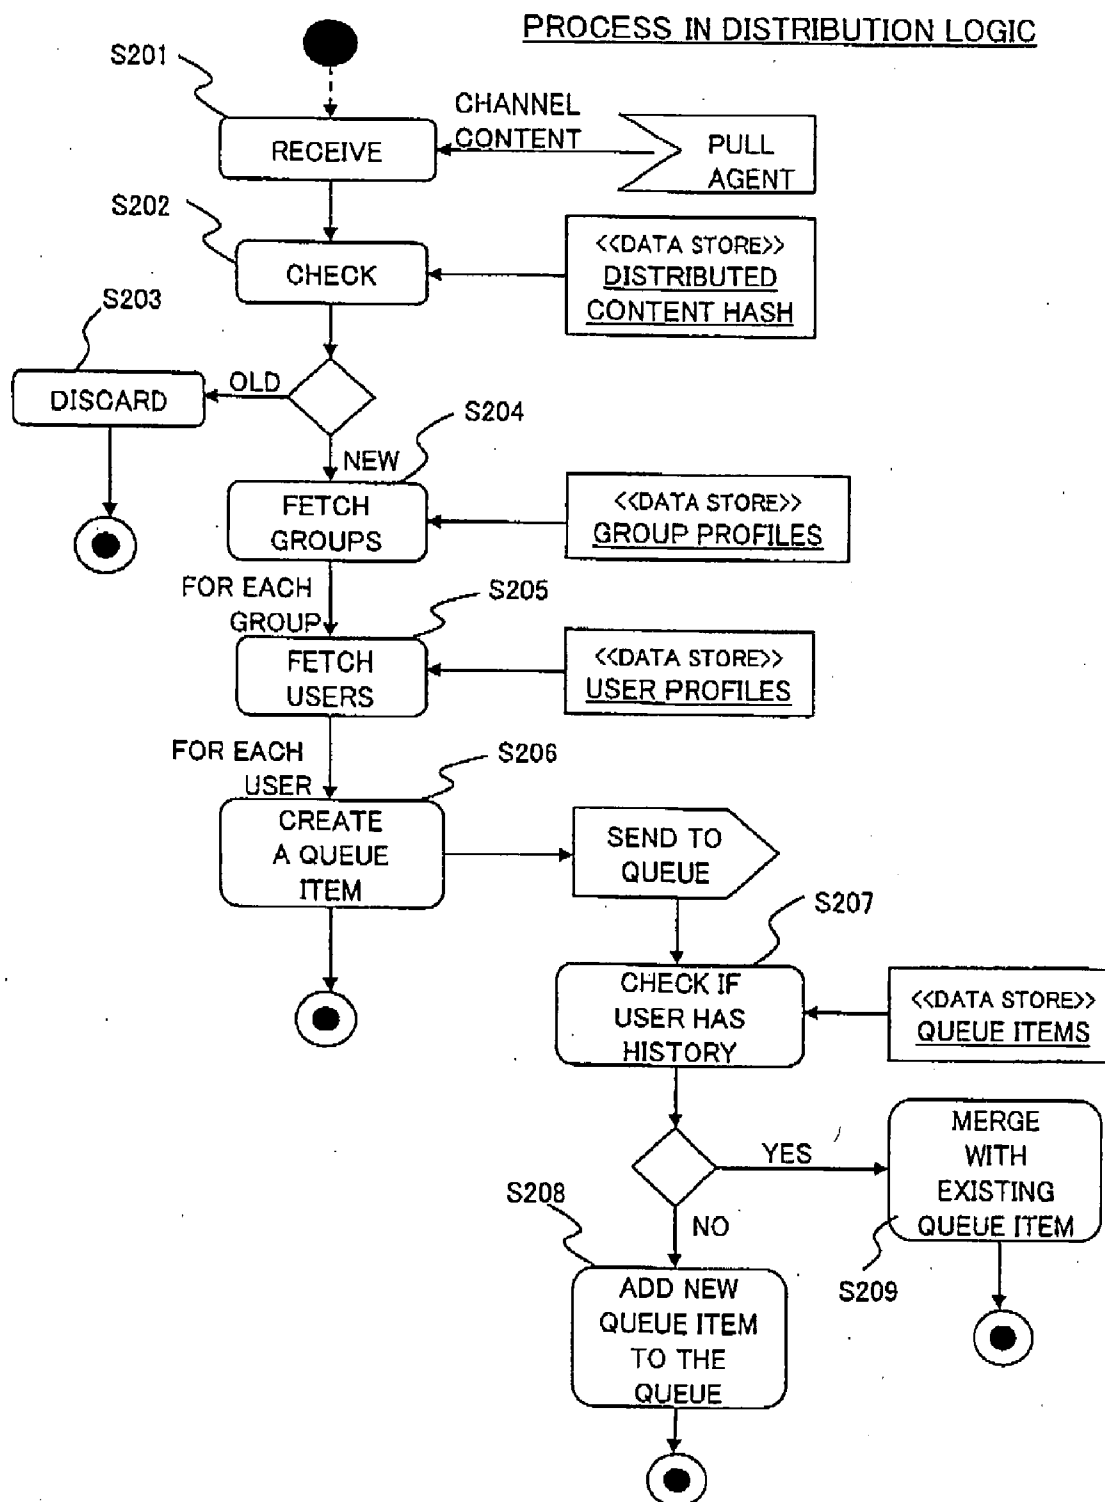 PROCESS IN DISTRIBUTION LOGIC
S201
CHANNEL
CONTENT
RECEIVE
PULL
AGENT
S202
<<DATA STORE>>
CHECK
DISTRIBUTED
CONTENT HASH
S203
OLD
DISCARD
S204
NEW
FETCH
GROUPS
<<DATA STORE>>
GROUP PROFILES
FOR EACH
GROUP
S205
FETCH
USERS
<<DATA STORE>>
USER PROFILES
FOR EACH
USER
S206
CREATE
A QUEUE
ITEM
SEND TO
QUEUE
S207
CHECK IF
USER HAS
HISTORY
<<DATA STORE>>
QUEUE ITEMS
YES
MERGE
WITH
EXISTING
QUEUE ITEM
S208
NO
S209
ADD NEW
QUEUE ITEM
TO THE
QUEUE